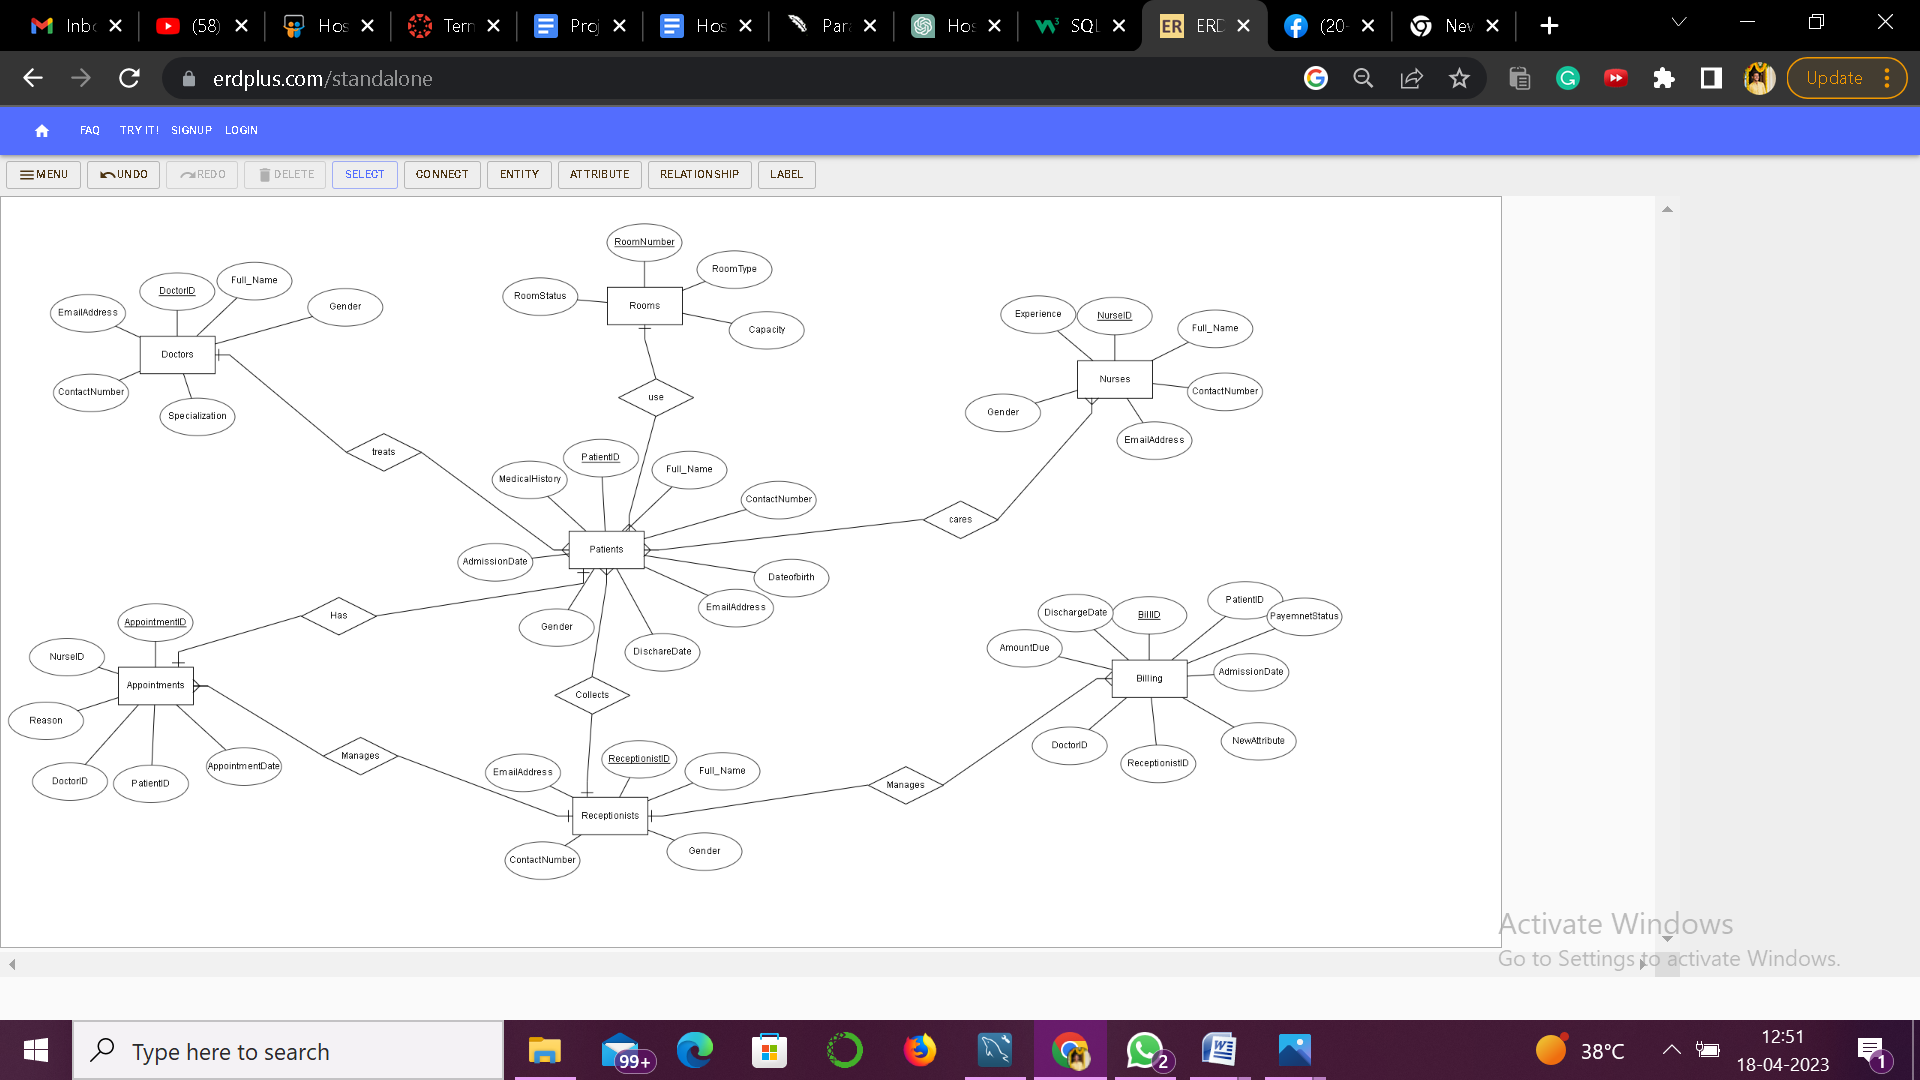 Inbo
(58)
Hos
Term
Proj
Hos
Para
Hos
SQL
ER
ERD
(20-
New
erdplus.com/standalone
Update
FAQ
TRY IT!
SIGNUP
LOGIN
MENU
UNDO
REDO
DELETE
SELECT
CONNECT
ENTITY
ATTRIBUTE
RELATIONSHIP
LABEL
RoomNumber
RoomType
RoomStatus
Rooms
Capacity
DoctorID
Full_Name
EmailAddress
Gender
Doctors
ContactNumber
Specialization
Experience
NurseID
Full_Name
Nurses
ContactNumber
Gender
EmailAddress
use
treats
cares
PatientID
Full_Name
MedicalHistory
ContactNumber
Patients
AdmissionDate
Dateofbirth
EmailAddress
Gender
DischareDate
Has
AppointmentID
NurseID
Appointments
Reason
DoctorID
PatientID
AppointmentDate
Collects
Manages
ReceptionistID
EmailAddress
Full_Name
Receptionists
ContactNumber
Gender
Manages
DischargeDate
BillID
PatientID
PayemnetStatus
AmountDue
Billing
AdmissionDate
DoctorID
ReceptionistID
NewAttribute
Activate Windows
Go to Settings to activate Windows.
Type here to search
99+
2
38°C
12:51
18-04-2023
1